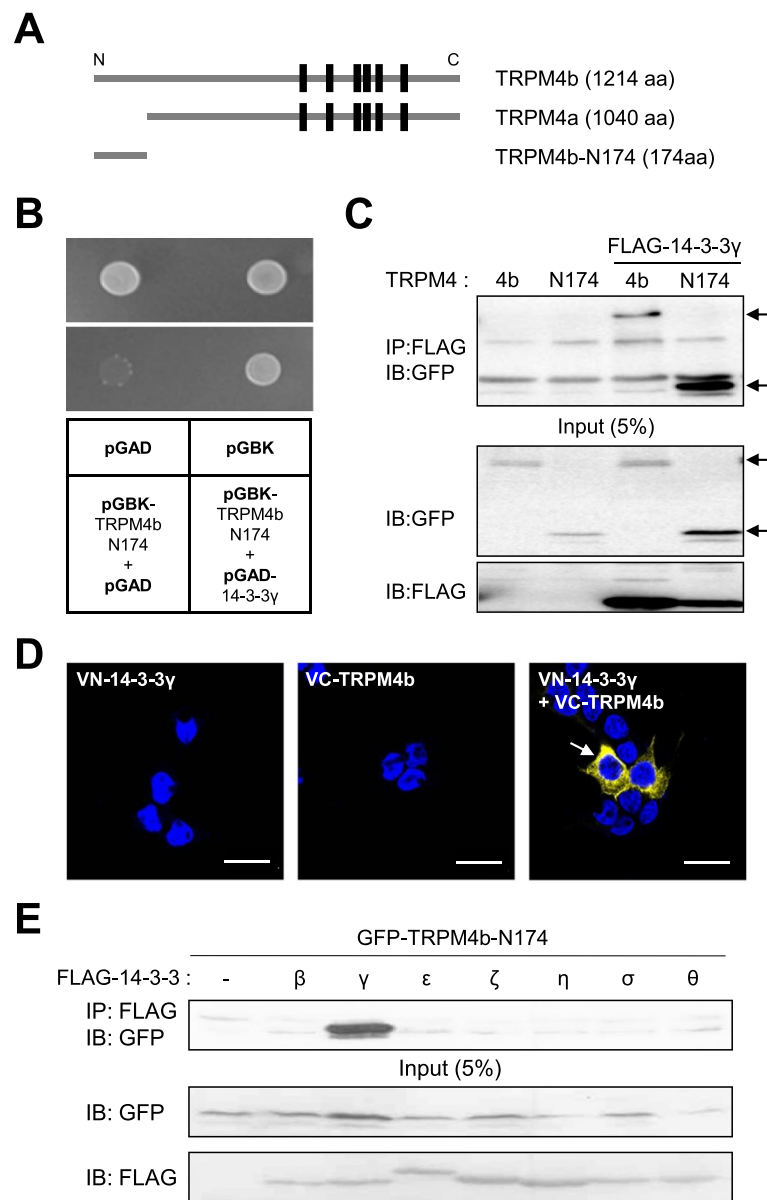 A
N C
TRPM4b (1214 aa)
TRPM4a (1040 aa)
TRPM4b-N174 (174aa)
B
pGAD pGBK
pGBK-
TRPM4b
N174
+
pGAD
pGBK-
TRPM4b
N174
+
pGAD-
14-3-3γ
C
FLAG-14-3-3γ
TRPM4 : 4b N174 4b N174
IP:FLAG
IB:GFP
Input (5%)
IB:GFP
IB:FLAG
D
VN-14-3-3γ
VC-TRPM4b
VN-14-3-3γ
+ VC-TRPM4b
E
GFP-TRPM4b-N174
FLAG-14-3-3 : - β γ ε ζ η σ θ
IP: FLAG
IB: GFP
Input (5%)
IB: GFP
IB: FLAG